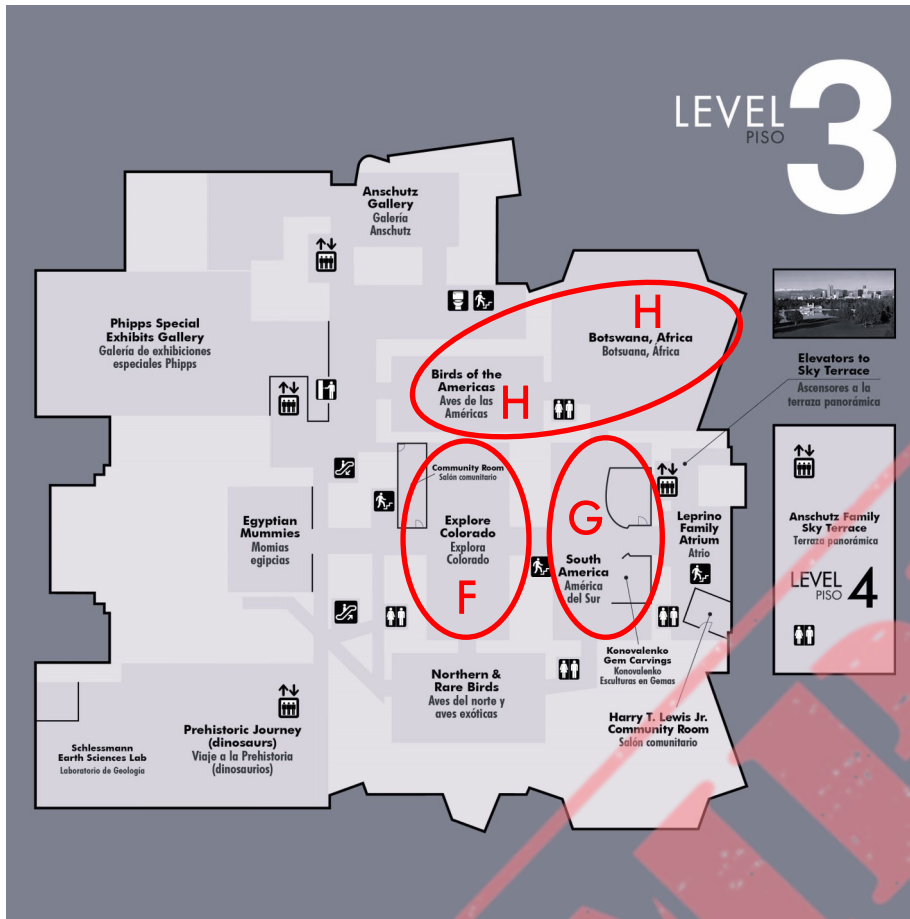 LEVEL 3
PISO
Anschutz
Gallery
Galería
Anschutz
Phipps Special
Exhibits Gallery
Galería de exhibiciones
especiales Phipps
H
Botswana, Africa
Botsuana, África
Birds of the
Americas
Aves de las
Américas
H
Elevators to
Sky Terrace
Ascensores a la
terraza panorámica
Community Room
Salón comunitario
Egyptian
Mummies
Momias
egipcias
Explore
Colorado
Explora
Colorado
F
G
South
America
América
del Sur
Leprino
Family
Atrium
Atrio
Anschutz Family
Sky Terrace
Terraza panorámica
LEVEL 4
PISO
Konovalenko
Gem Carvings
Konovalenko
Esculturas en Gemas
Northern &
Rare Birds
Aves del norte y
aves exóticas
Harry T. Lewis Jr.
Community Room
Salón comunitario
Prehistoric Journey
(dinosaurs)
Viaje a la Prehistoria
(dinosaurios)
Schlessmann
Earth Sciences Lab
Laboratorio de Geología